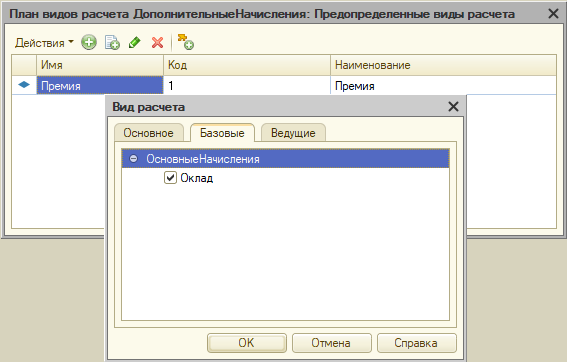 План видов расчета ДополнительныеНачисления: Предопределенные виды расчета
Действия
Имя Код Наименование
Премия 1 Премия
Вид расчета
Основное Базовые Ведущие
ОсновныеНачисления
Оклад
OK Отмена Справка